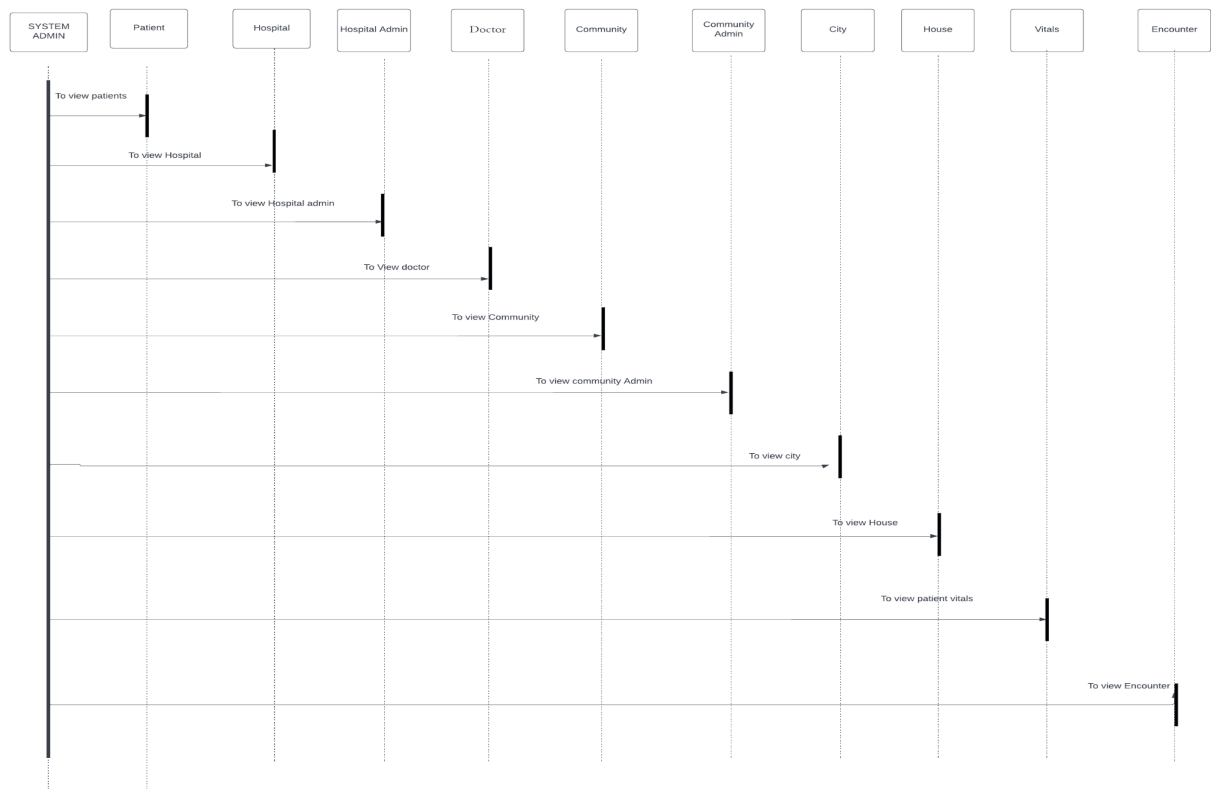 SYSTEM
ADMIN
Patient
Hospital
Hospital Admin
Doctor
Community
Community
Admin
City
House
Vitals
Encounter
To view patients
To view Hospital
To view Hospital admin
To View doctor
To view Community
To view community Admin
To view city
To view House
To view patient vitals
To view Encounter